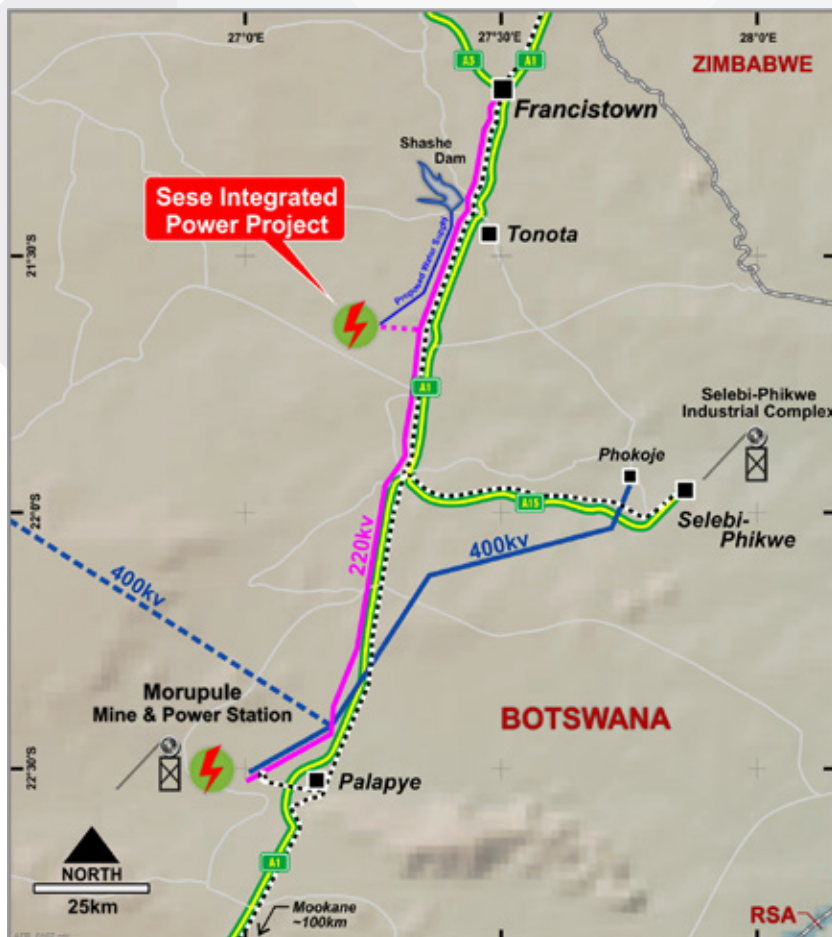 27°0'E
27°30'E
28°0'E
A3
A1
ZIMBABWE
Francistown
Shashe
Dam
Sese Integrated
Power Project
Tonota
Proposed Water Supply
21°30'S
A1
Selebi-Phikwe
Industrial Complex
Phokoje
A15
22°0'S
Selebi-
Phikwe
220kv
400kv
400kv
Morupule
Mine & Power Station
BOTSWANA
22°30'S
Palapye
A1
NORTH
25km
Mookane
~100km
RSA